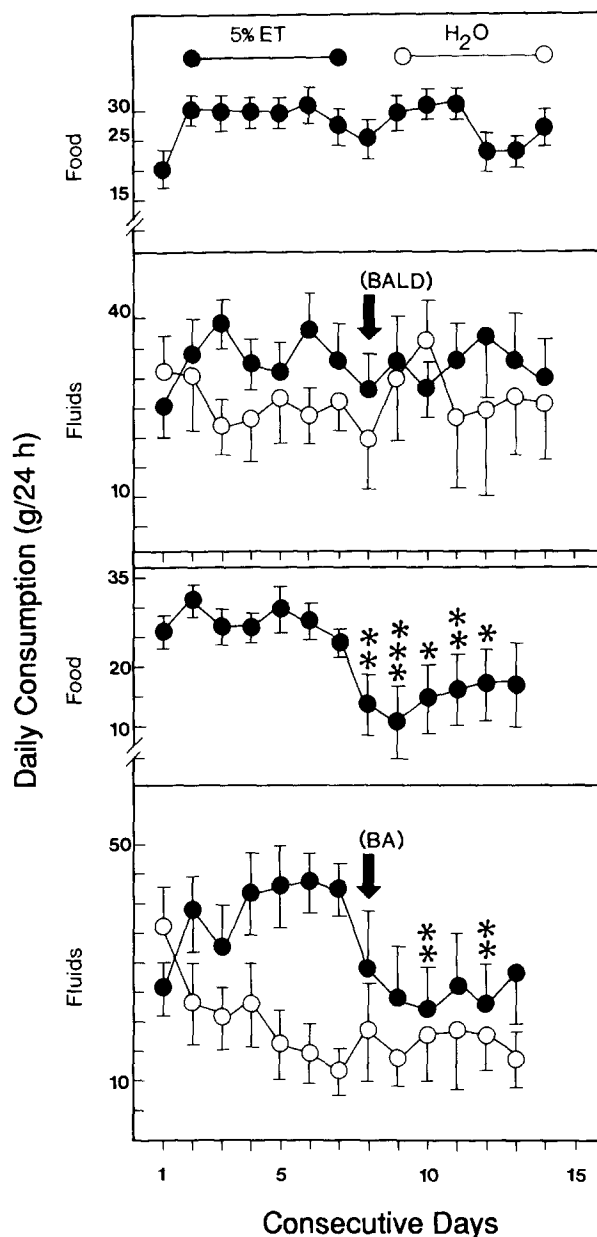 5% ET
H2O
Food
30
25
15
(BALD)
Fluids
40
10
Daily Consumption (g/24 h)
Food
35
20
10
** *** * ** *
(BA)
Fluids
50
10
** **
1 5 10 15
Consecutive Days